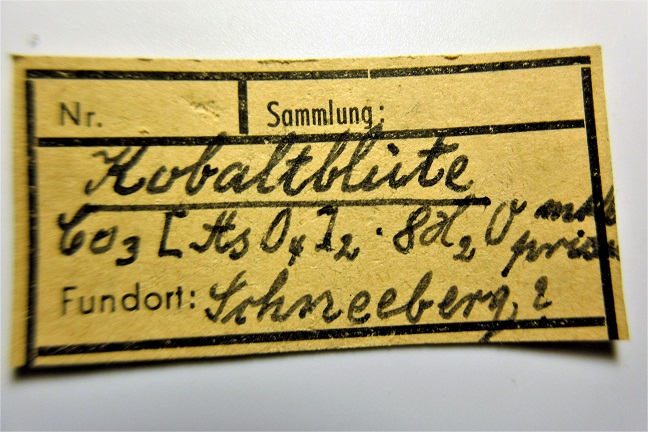 Nr. Sammlung:
Kobaltblüte
Co₃[AsO₄]₂ · 8H₂O
Fundort: Schneeberg, ?